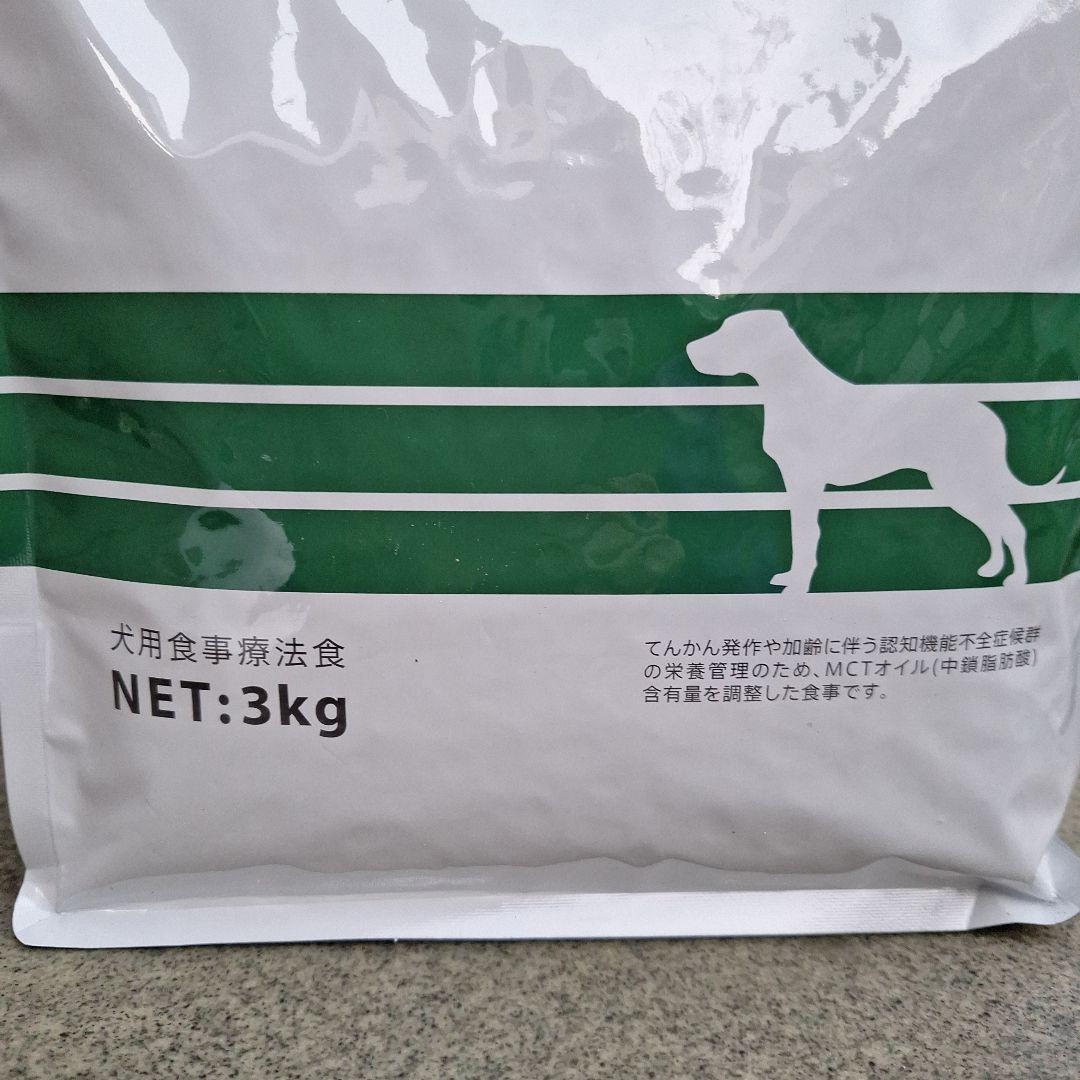 犬用食事療法食
NET:3kg
てんかん発作や加齢に伴う認知機能不全症候群
の栄養管理のため、MCTオイル(中鎖脂肪酸)
含有量を調整した食事です。